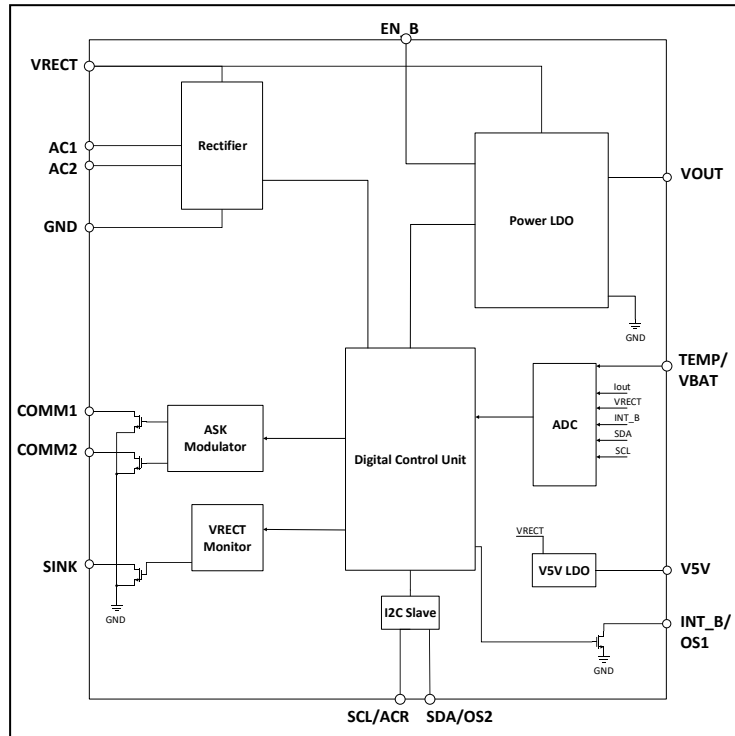 EN_B
VRECT
AC1
AC2
Rectifier
GND
Power LDO
VOUT
GND
TEMP/
VBAT
Iout
VRECT
INT_B
SDA
SCL
ADC
COMM1
COMM2
ASK
Modulator
Digital Control Unit
VRECT
Monitor
SINK
GND
VRECT
V5V LDO
V5V
I2C Slave
INT_B/
OS1
GND
SCL/ACR
SDA/OS2